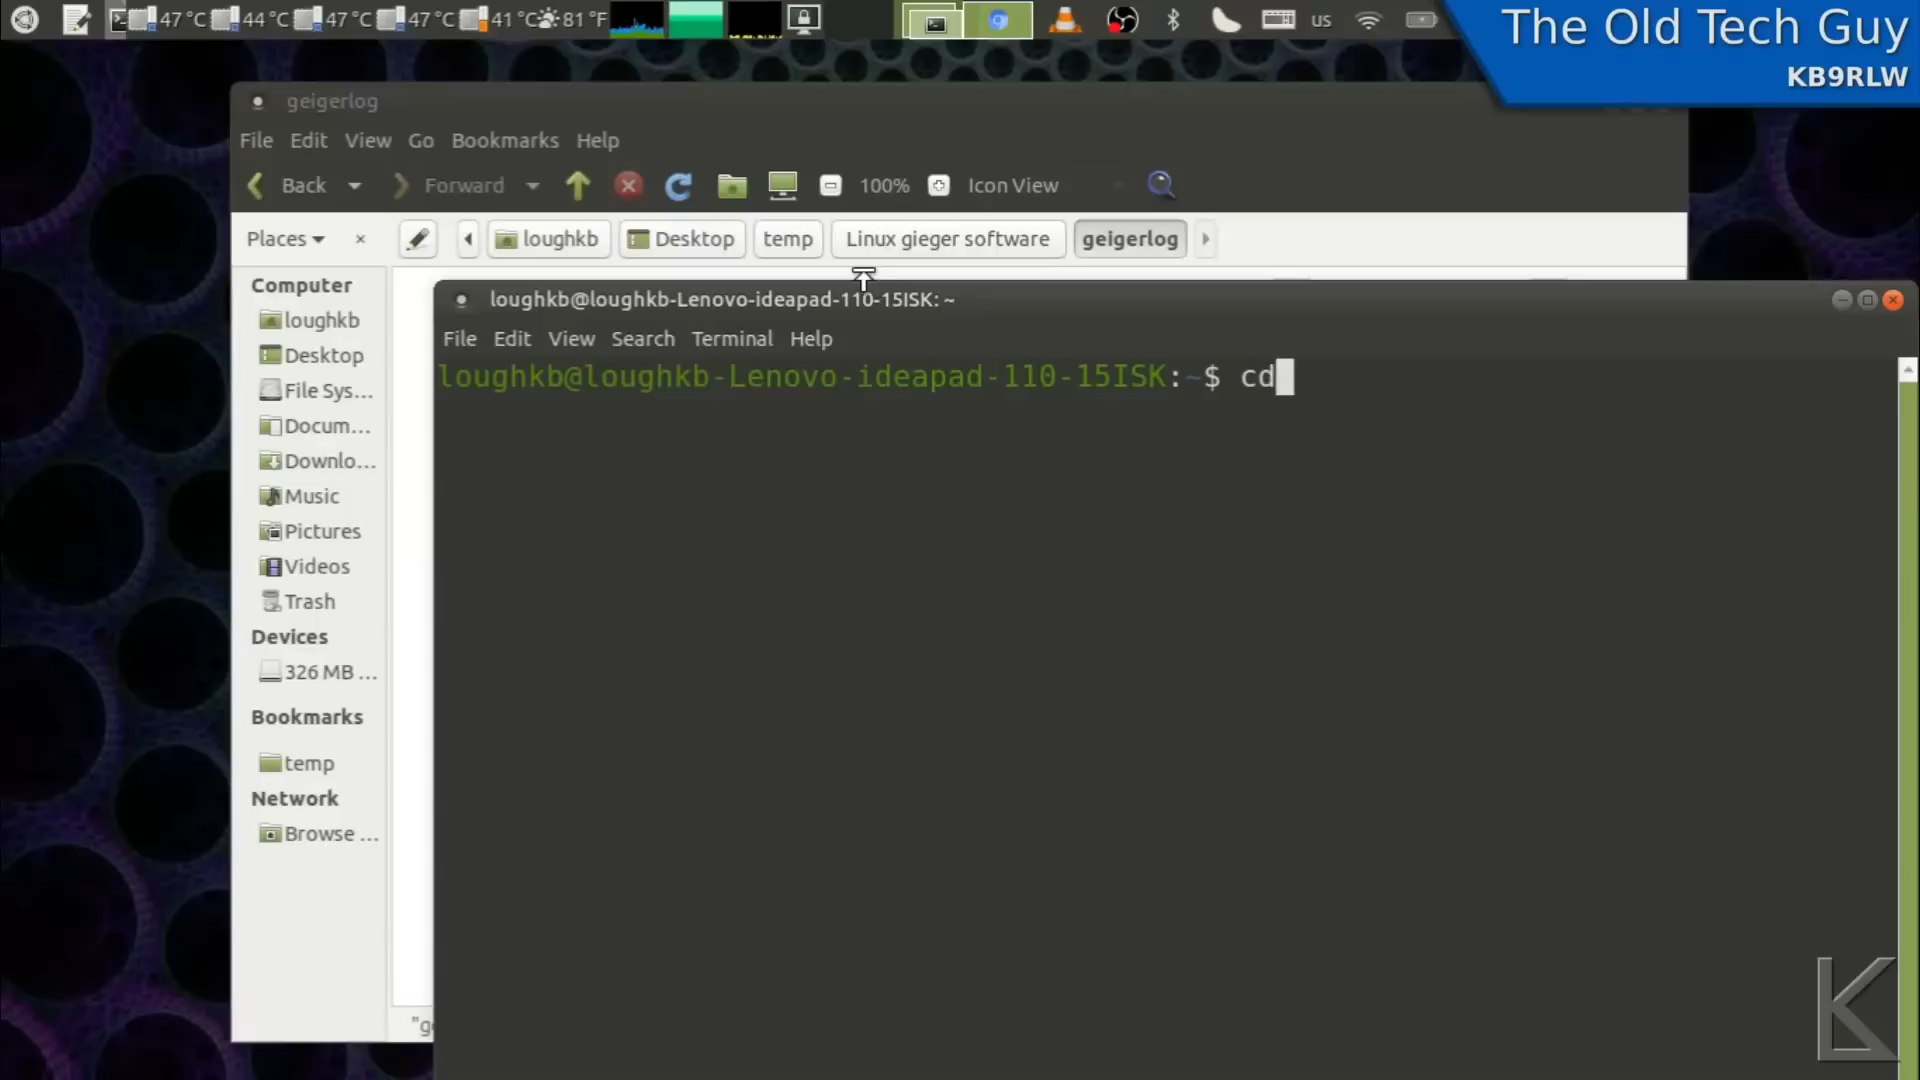 47 °C 44 °C 47 °C 47 °C 41 °C 81 °F us
The Old Tech Guy
KB9RLW
geigerlog
File Edit View Go Bookmarks Help
Back Forward 100% Icon View
Places loughkb Desktop temp Linux gieger software geigerlog
Computer
loughkb
Desktop
File Sys...
Docum...
Downlo...
Music
Pictures
Videos
Trash
Devices
326 MB ...
Bookmarks
temp
Network
Browse ...
"g
loughkb@loughkb-Lenovo-ideapad-110-15ISK: ~
File Edit View Search Terminal Help
loughkb@loughkb-Lenovo-ideapad-110-15ISK:~$ cd
K